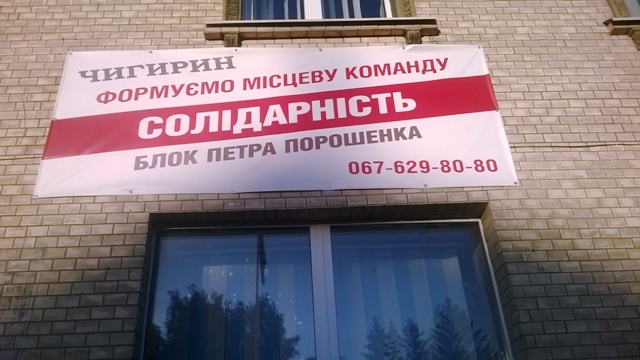 ЧИГИРИН
ФОРМУЄМО МІСЦЕВУ КОМАНДУ
СОЛІДАРНІСТЬ
БЛОК ПЕТРА ПОРОШЕНКА
067-629-80-80